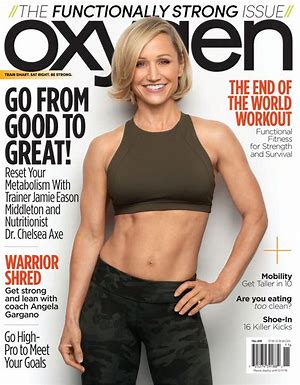 //THE FUNCTIONALLY STRONG ISSUE//
oxygen
TRAIN SMART. EAT RIGHT. BE STRONG.
GO FROM
GOOD TO
GREAT!
Reset Your
Metabolism With
Trainer Jamie Eason
Middleton and
Nutritionist
Dr. Chelsea Axe
WARRIOR
SHRED
Get strong
and lean with
coach Angela
Gargano
Go High-
Pro to Meet
Your Goals
THE END OF
THE WORLD
WORKOUT
Functional
Fitness
for Strength
and Survival
+
Mobility
Get Taller in 10
Are you eating
too clean?
Shoe-In
16 Killer Kicks